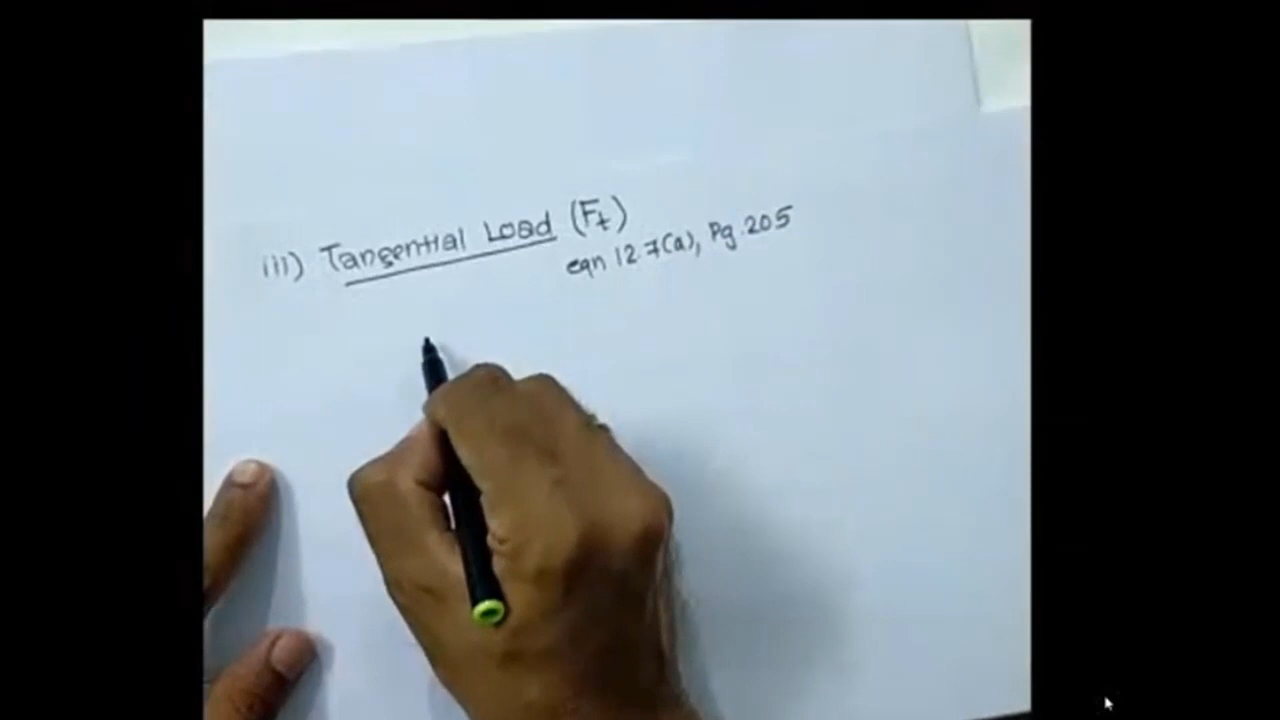 iii) Tangential Load (Ft)
eqn 12.7(a), Pg.205